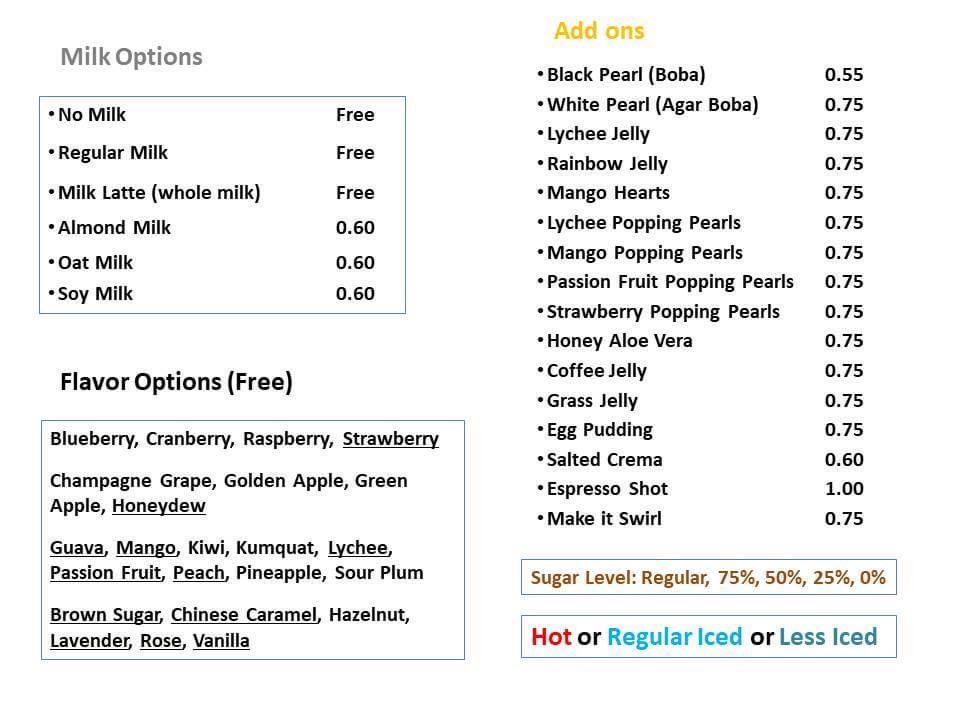 Milk Options
• No Milk Free
• Regular Milk Free
• Milk Latte (whole milk) Free
• Almond Milk 0.60
• Oat Milk 0.60
• Soy Milk 0.60
Flavor Options (Free)
Blueberry, Cranberry, Raspberry, Strawberry
Champagne Grape, Golden Apple, Green
Apple, Honeydew
Guava, Mango, Kiwi, Kumquat, Lychee,
Passion Fruit, Peach, Pineapple, Sour Plum
Brown Sugar, Chinese Caramel, Hazelnut,
Lavender, Rose, Vanilla
Add ons
• Black Pearl (Boba) 0.55
• White Pearl (Agar Boba) 0.75
• Lychee Jelly 0.75
• Rainbow Jelly 0.75
• Mango Hearts 0.75
• Lychee Popping Pearls 0.75
• Mango Popping Pearls 0.75
• Passion Fruit Popping Pearls 0.75
• Strawberry Popping Pearls 0.75
• Honey Aloe Vera 0.75
• Coffee Jelly 0.75
• Grass Jelly 0.75
• Egg Pudding 0.75
• Salted Crema 0.60
• Espresso Shot 1.00
• Make it Swirl 0.75
Sugar Level: Regular, 75%, 50%, 25%, 0%
Hot or Regular Iced or Less Iced